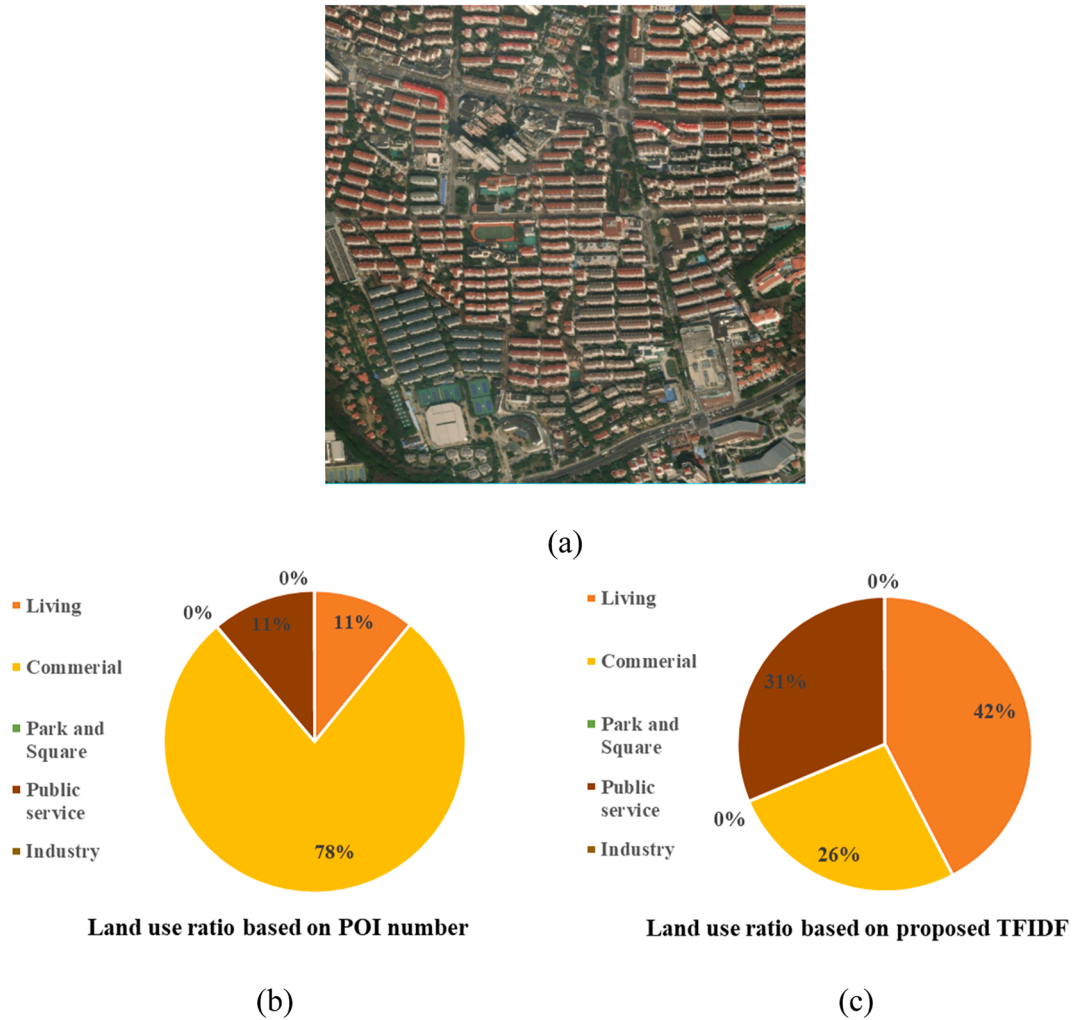 (a)
0%
0%
11%
11%
78%
Living
Commerial
Park and
Square
Public
service
Industry
Land use ratio based on POI number
(b)
0%
31%
42%
0%
26%
Living
Commerial
Park and
Square
Public
service
Industry
Land use ratio based on proposed TFIDF
(c)